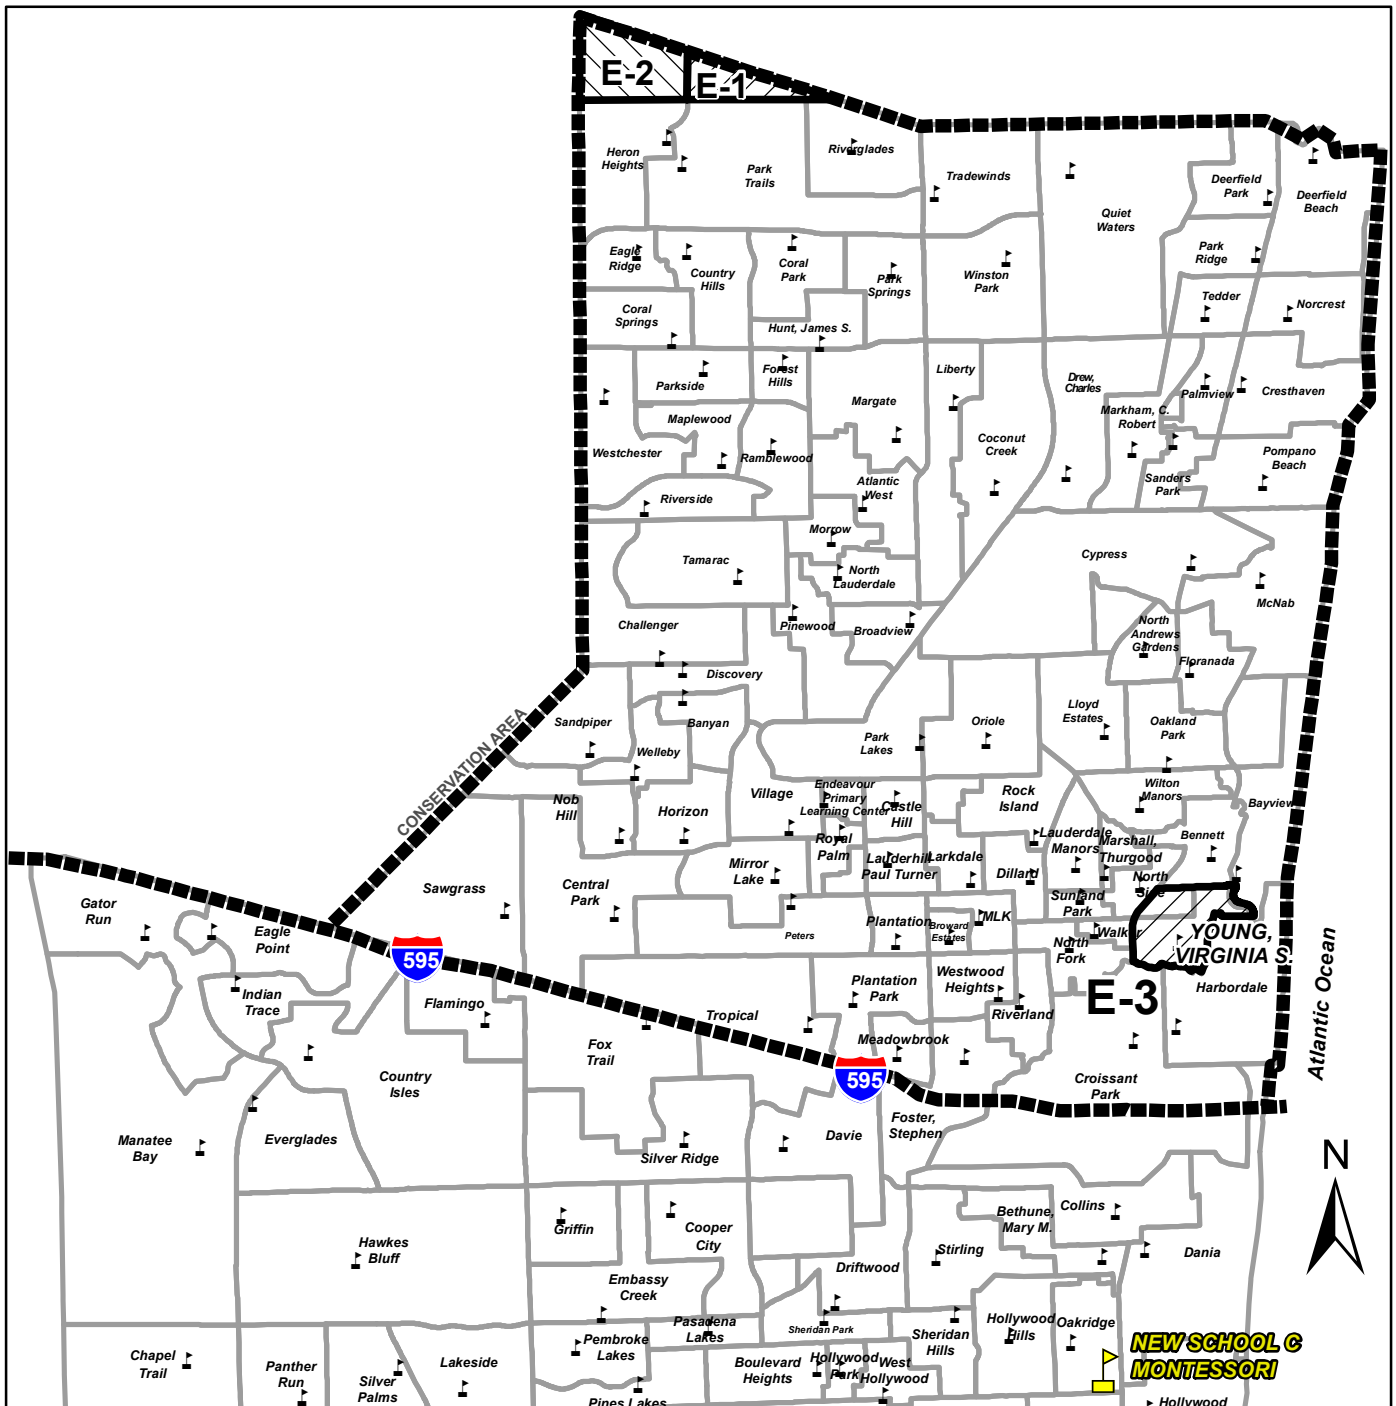 E-2
E-1
Heron
Heights
Park
Trails
Riverglades
Tradewinds
Quiet
Waters
Deerfield
Park
Deerfield
Beach
Eagle
Ridge
Country
Hills
Coral
Park
Park
Springs
Winston
Park
Park
Ridge
Coral
Springs
Hunt, James S.
Tedder
Norcrest
Parkside
Forest
Hills
Margate
Liberty
Drew,
Charles
Palmview
Cresthaven
Maplewood
Markham, C.
Robert
Westchester
Ramblewood
Coconut
Creek
Pompano
Beach
Riverside
Atlantic
West
Sanders
Park
Morrow
Tamarac
North
Lauderdale
Cypress
McNab
Challenger
Pinewood
Broadview
North
Andrews
Gardens
Floranada
Discovery
Sandpiper
Banyan
Welleby
Park
Lakes
Oriole
Lloyd
Estates
Oakland
Park
CONSERVATION AREA
Nob
Hill
Horizon
Village
Endeavour
Primary
Learning Center
Castle
Hill
Rock
Island
Wilton
Manors
Bayview
Royal
Palm
Lauderdale
Manors
Marshall,
Thurgood
Bennett
Sawgrass
Central
Park
Mirror
Lake
Lauderhill
Paul Turner
Larkdale
Dillard
North
Side
Sunland
Park
Gator
Run
Eagle
Point
Peters
Plantation
Broward
Estates
MLK
Walker
North
Fork
YOUNG,
VIRGINIA S.
595
Indian
Trace
Flamingo
Tropical
Plantation
Park
Westwood
Heights
Riverland
E-3
Harbordale
Atlantic Ocean
Fox
Trail
Meadowbrook
595
Country
Isles
Croissant
Park
Manatee
Bay
Everglades
Silver Ridge
Davie
Foster,
Stephen
N
Griffin
Cooper
City
Bethune,
Mary M.
Collins
Hawkes
Bluff
Stirling
Dania
Embassy
Creek
Driftwood
Pasadena
Lakes
Sheridan Park
Sheridan
Hills
Hollywood
Hills
Oakridge
NEW SCHOOL C
MONTESSORI
Chapel
Trail
Panther
Run
Silver
Palms
Lakeside
Pembroke
Lakes
Boulevard
Heights
Hollywood
Park
West
Hollywood
Pines Lakes
Hollywood